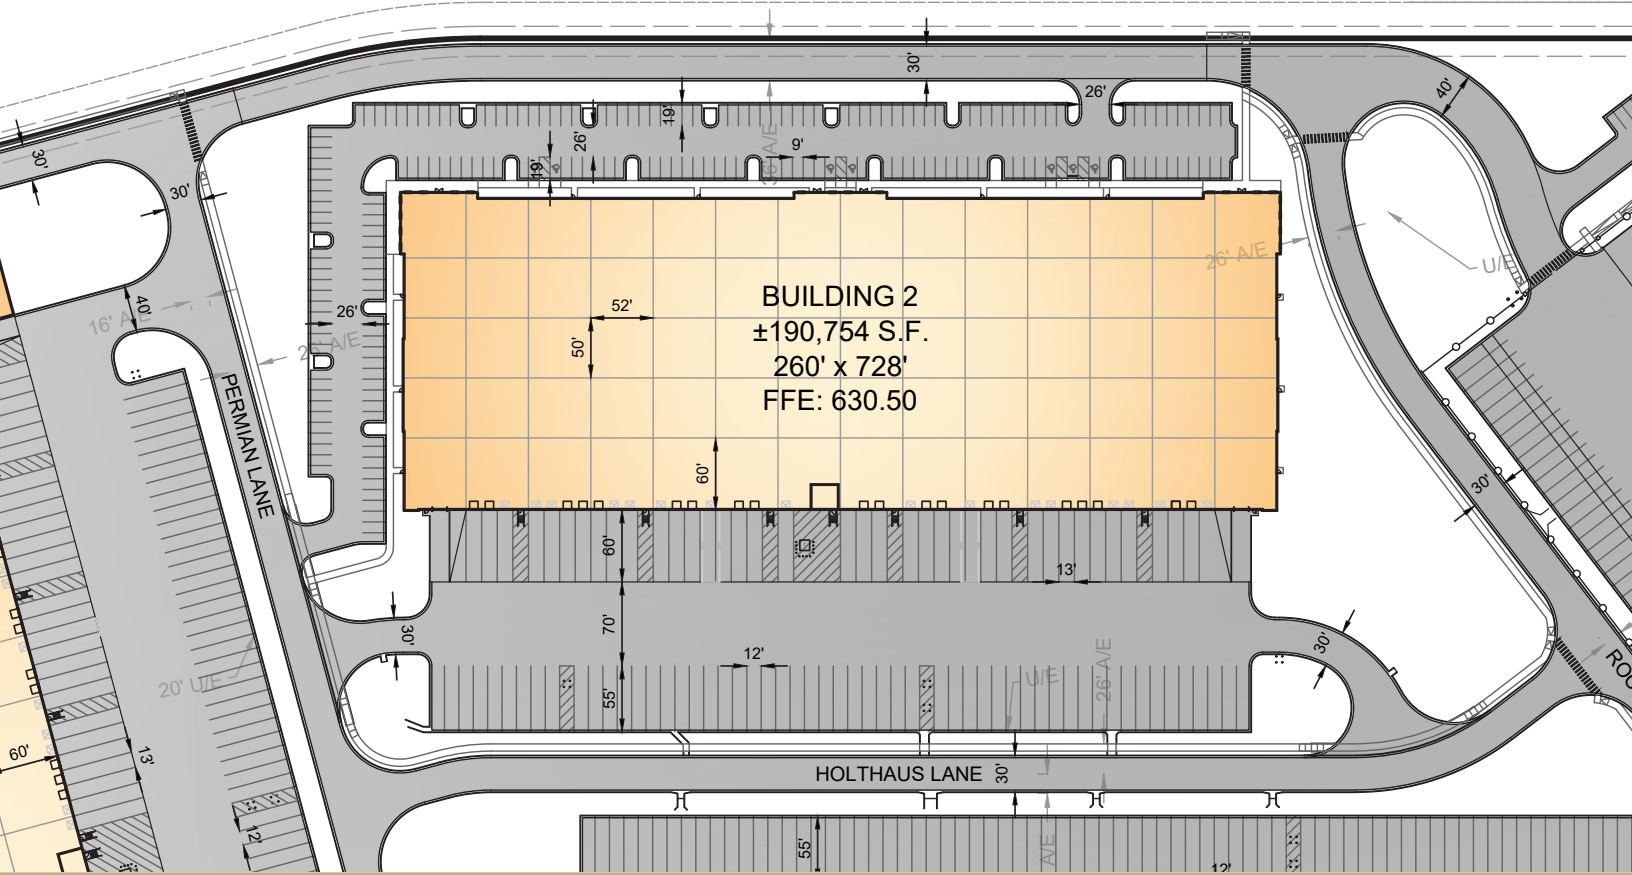 30'
40'
26'
19'
26'
36' A/E
9'
19'
30'
30'
26' A/E
U/E
BUILDING 2
±190,754 S.F.
260' x 728'
FFE: 630.50
52'
50'
40'
16' A/E
26'
26' A/E
PERMIAN LANE
60'
30'
60'
13'
70'
30'
30'
12'
26' A/E
U/E
20' U/E
55'
60'
13'
HOLTHAUS LANE
30'
12'
55'
A/E
12'